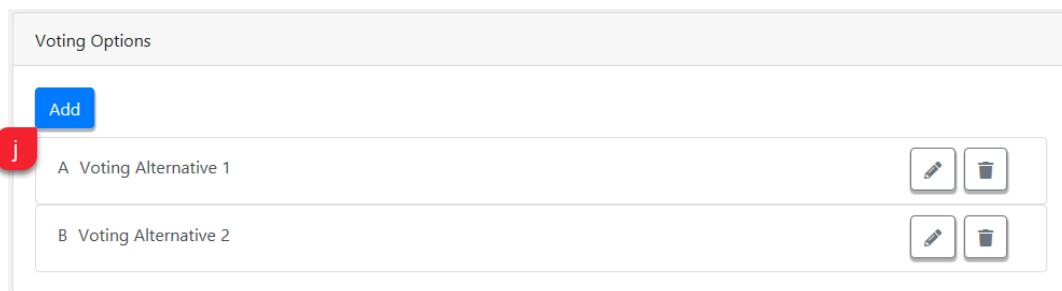 Voting Options
Add
j
A Voting Alternative 1
B Voting Alternative 2